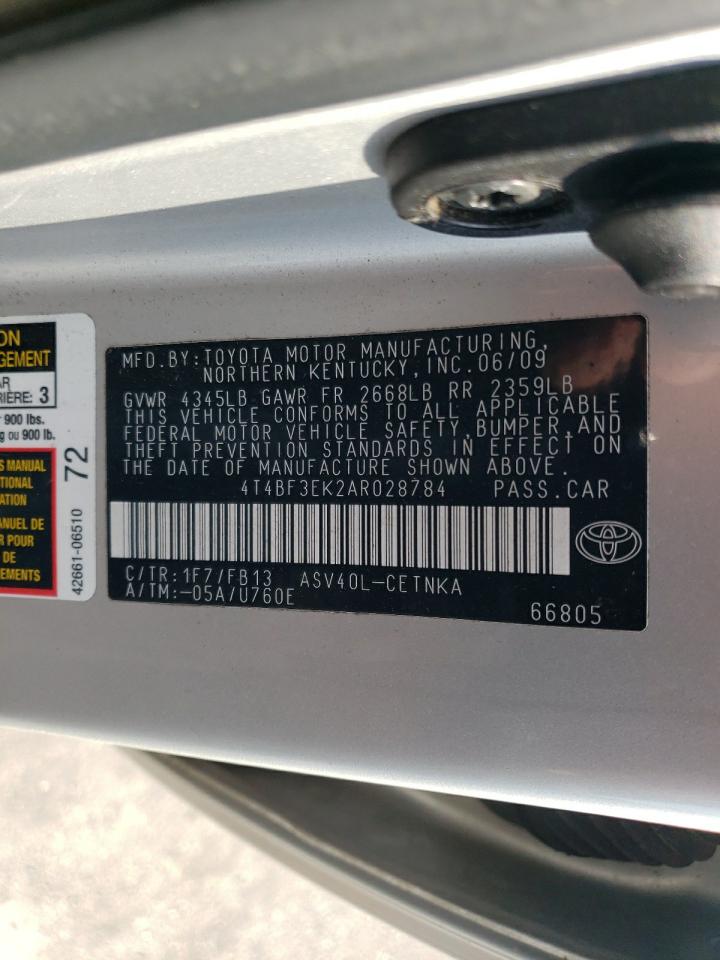 ON
GEMENT
AR
RIÈRE: 3
900 lbs.
g ou 900 lb.
S MANUAL
TIONAL
ATION
ANUEL DE
R POUR
DE
EMENTS
42661-06510 72
MFD.BY:TOYOTA MOTOR MANUFACTURING,
NORTHERN KENTUCKY,INC.06/09
GVWR 4345LB GAWR FR 2668LB RR 2359LB
THIS VEHICLE CONFORMS TO ALL APPLICABLE
FEDERAL MOTOR VEHICLE SAFETY,BUMPER,AND
THEFT PREVENTION STANDARDS IN EFFECT ON
THE DATE OF MANUFACTURE SHOWN ABOVE.
4T4BF3EK2AR028784 PASS.CAR
C/TR:1F7/FB13 ASV40L-CETNKA
A/TM:-05A/U760E
66805